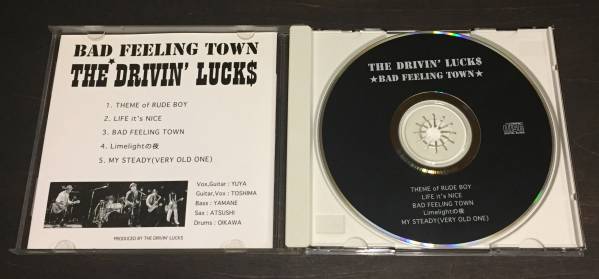 BAD FEELING TOWN
THE★DRIVIN' LUCK$
1. THEME of RUDE BOY
2. LIFE it's NICE
3. BAD FEELING TOWN
4. Limelightの夜
5. MY STEADY(VERY OLD ONE)
Vox,Guitar : YUYA
Guitar,Vox : TOSHIMA
Bass : YAMANE
Sax : ATSUSHI
Drums : OIKAWA
PRODUCED BY THE DRIVIN' LUCKS
THE DRIVIN' LUCK$
★BAD FEELING TOWN★
THEME of RUDE BOY
LIFE it's NICE
BAD FEELING TOWN
Limelightの夜
MY STEADY(VERY OLD ONE)